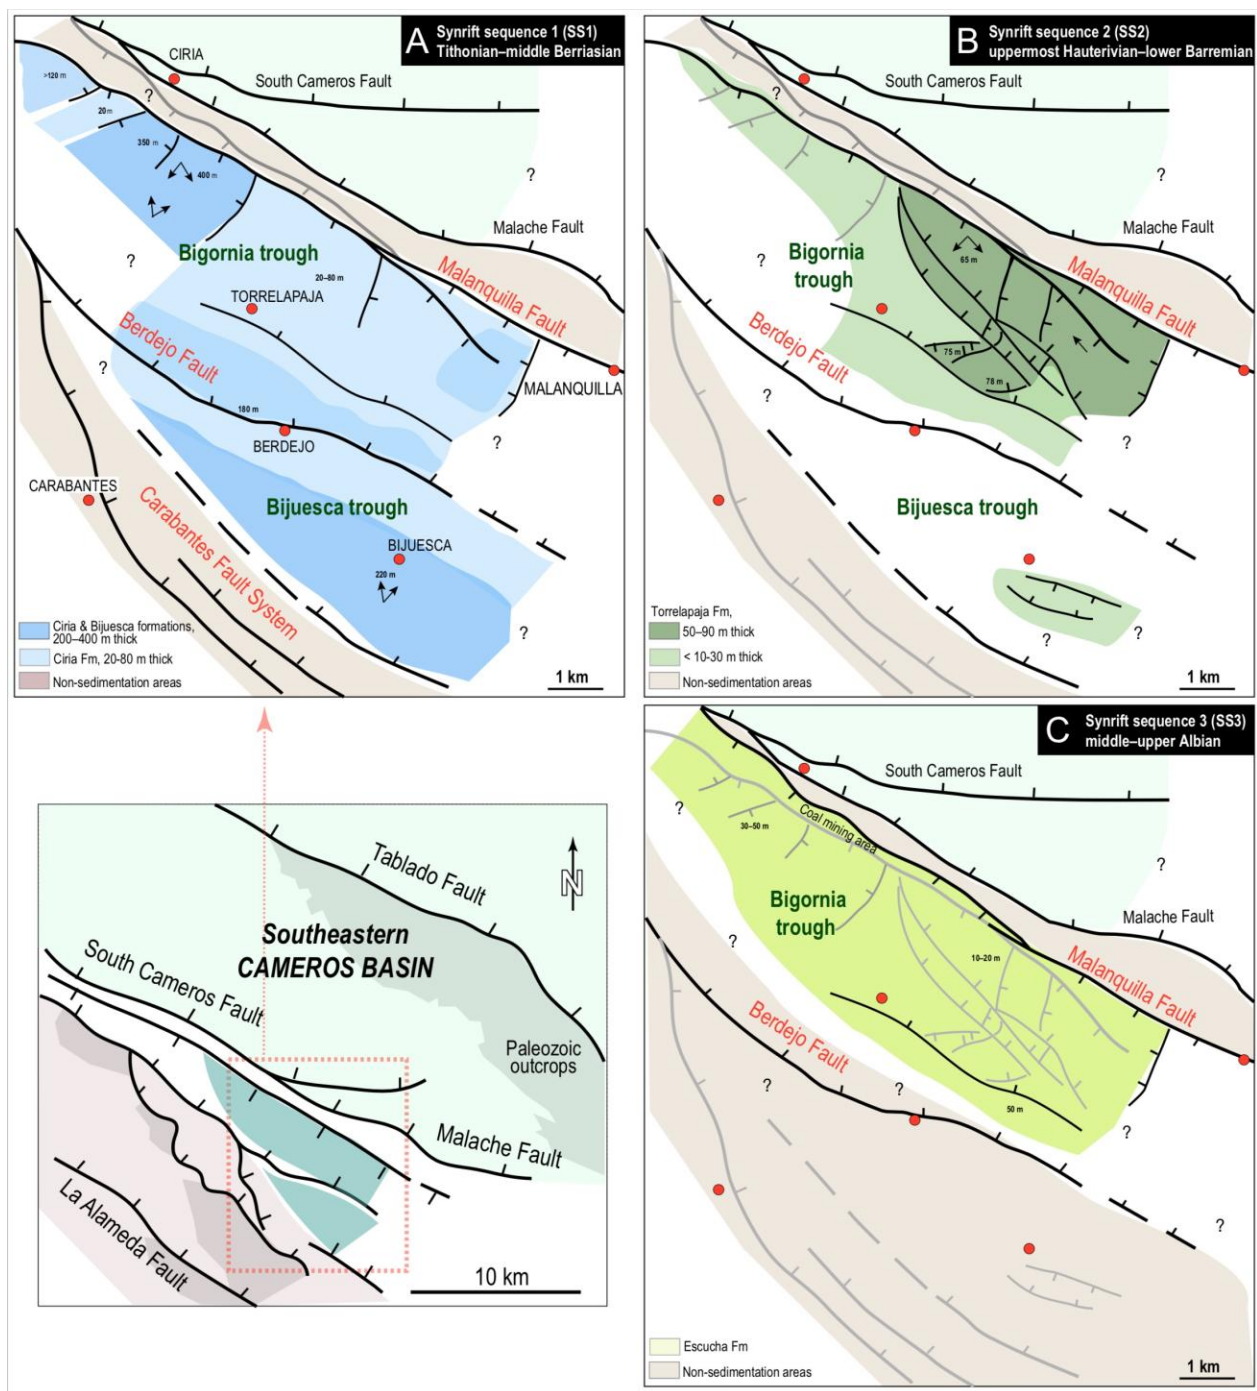 A
Synrift sequence 1 (SS1)
Tithonian–middle Berriasian
CIRIA
South Cameros Fault
>120 m
20 m
?
350 m
400 m
?
Malache Fault
Bigornia trough
?
20–80 m
Malanquilla Fault
TORRELAPAJA
Berdejo Fault
?
MALANQUILLA
180 m
BERDEJO
?
CARABANTES
Bijuesca trough
Carabantes Fault System
BIJUESCA
220 m
?
Ciria & Bijuesca formations,
200–400 m thick
Ciria Fm, 20-80 m thick
Non-sedimentation areas
1 km
B
Synrift sequence 2 (SS2)
uppermost Hauterivian–lower Barremian
South Cameros Fault
?
?
Malache Fault
Bigornia
trough
?
65 m
Malanquilla Fault
Berdejo Fault
75 m
78 m
?
?
Bijuesca trough
Torrelapaja Fm,
50–90 m thick
< 10-30 m thick
Non-sedimentation areas
?
?
1 km
C
Synrift sequence 3 (SS3)
middle–upper Albian
South Cameros Fault
?
30–50 m
Coal mining area
?
Bigornia
trough
Malache Fault
?
10–20 m
Malanquilla Fault
Berdejo Fault
?
?
50 m
?
?
Escucha Fm
Non-sedimentation areas
1 km
Tablado Fault
N
Southeastern
CAMEROS BASIN
South Cameros Fault
Paleozoic
outcrops
Malache Fault
La Alameda Fault
10 km